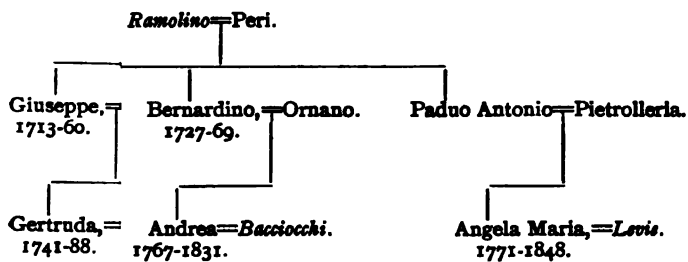 Ramolino=Peri.
Giuseppe,= Bernardino,=Ornano. Paduo Antonio=Pietrolleria.
1713-60. 1727-69.
Gertruda,= Andrea=Bacciocchi. Angela Maria,=Levie.
1741-88. 1767-1831. 1771-1848.